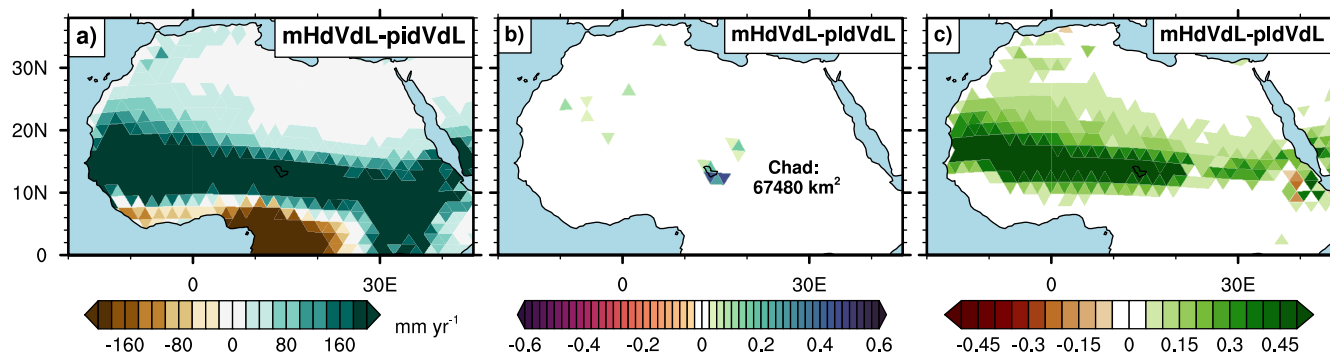 a) mHdVdL-pidVdL
30N
20N
10N
0
0 30E
-160 -80 0 80 160
mm yr⁻¹
b) mHdVdL-pldVdL
Chad:
67480 km²
0 30E
-0.6 -0.4 -0.2 0 0.2 0.4 0.6
c) mHdVdL-pldVdL
0 30E
-0.45 -0.3 -0.15 0 0.15 0.3 0.45